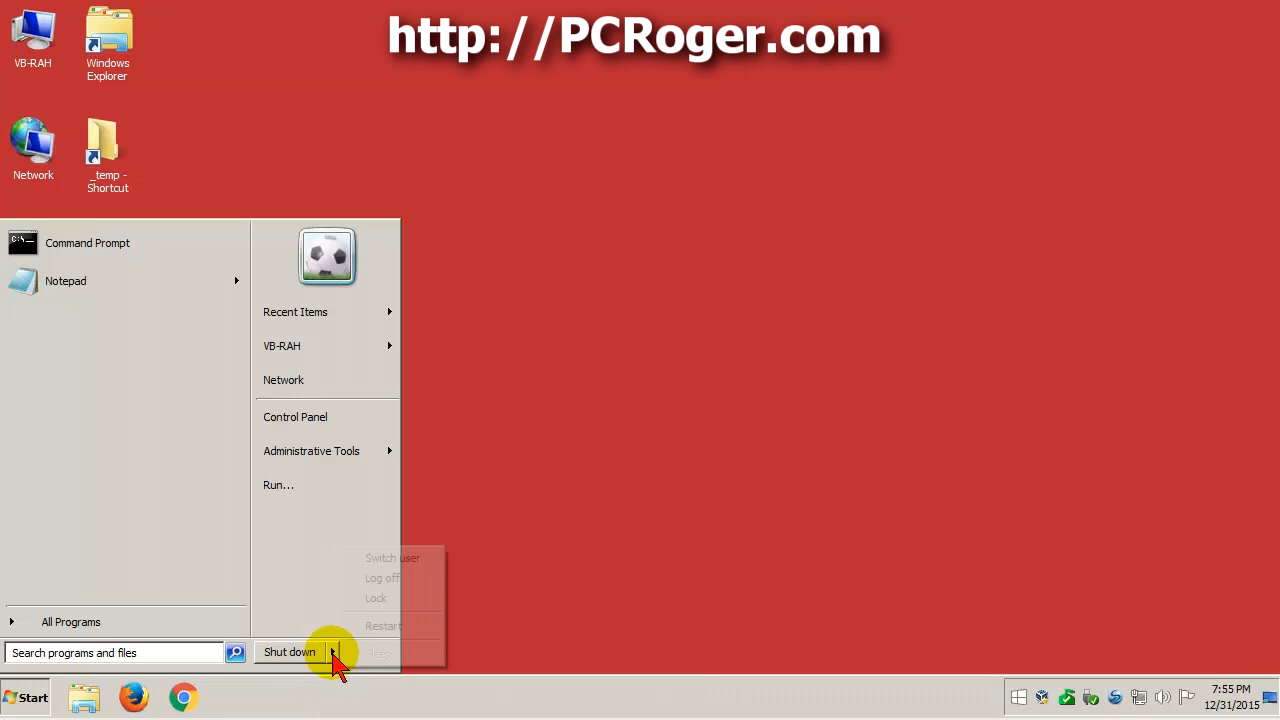 http://PCRoger.com
VB-RAH
Windows
Explorer
Network
_temp -
Shortcut
Command Prompt
Notepad
Recent Items
VB-RAH
Network
Control Panel
Administrative Tools
Run...
Switch user
Log off
Lock
Restart
Sleep
All Programs
Search programs and files
Shut down
Start
7:55 PM
12/31/2015